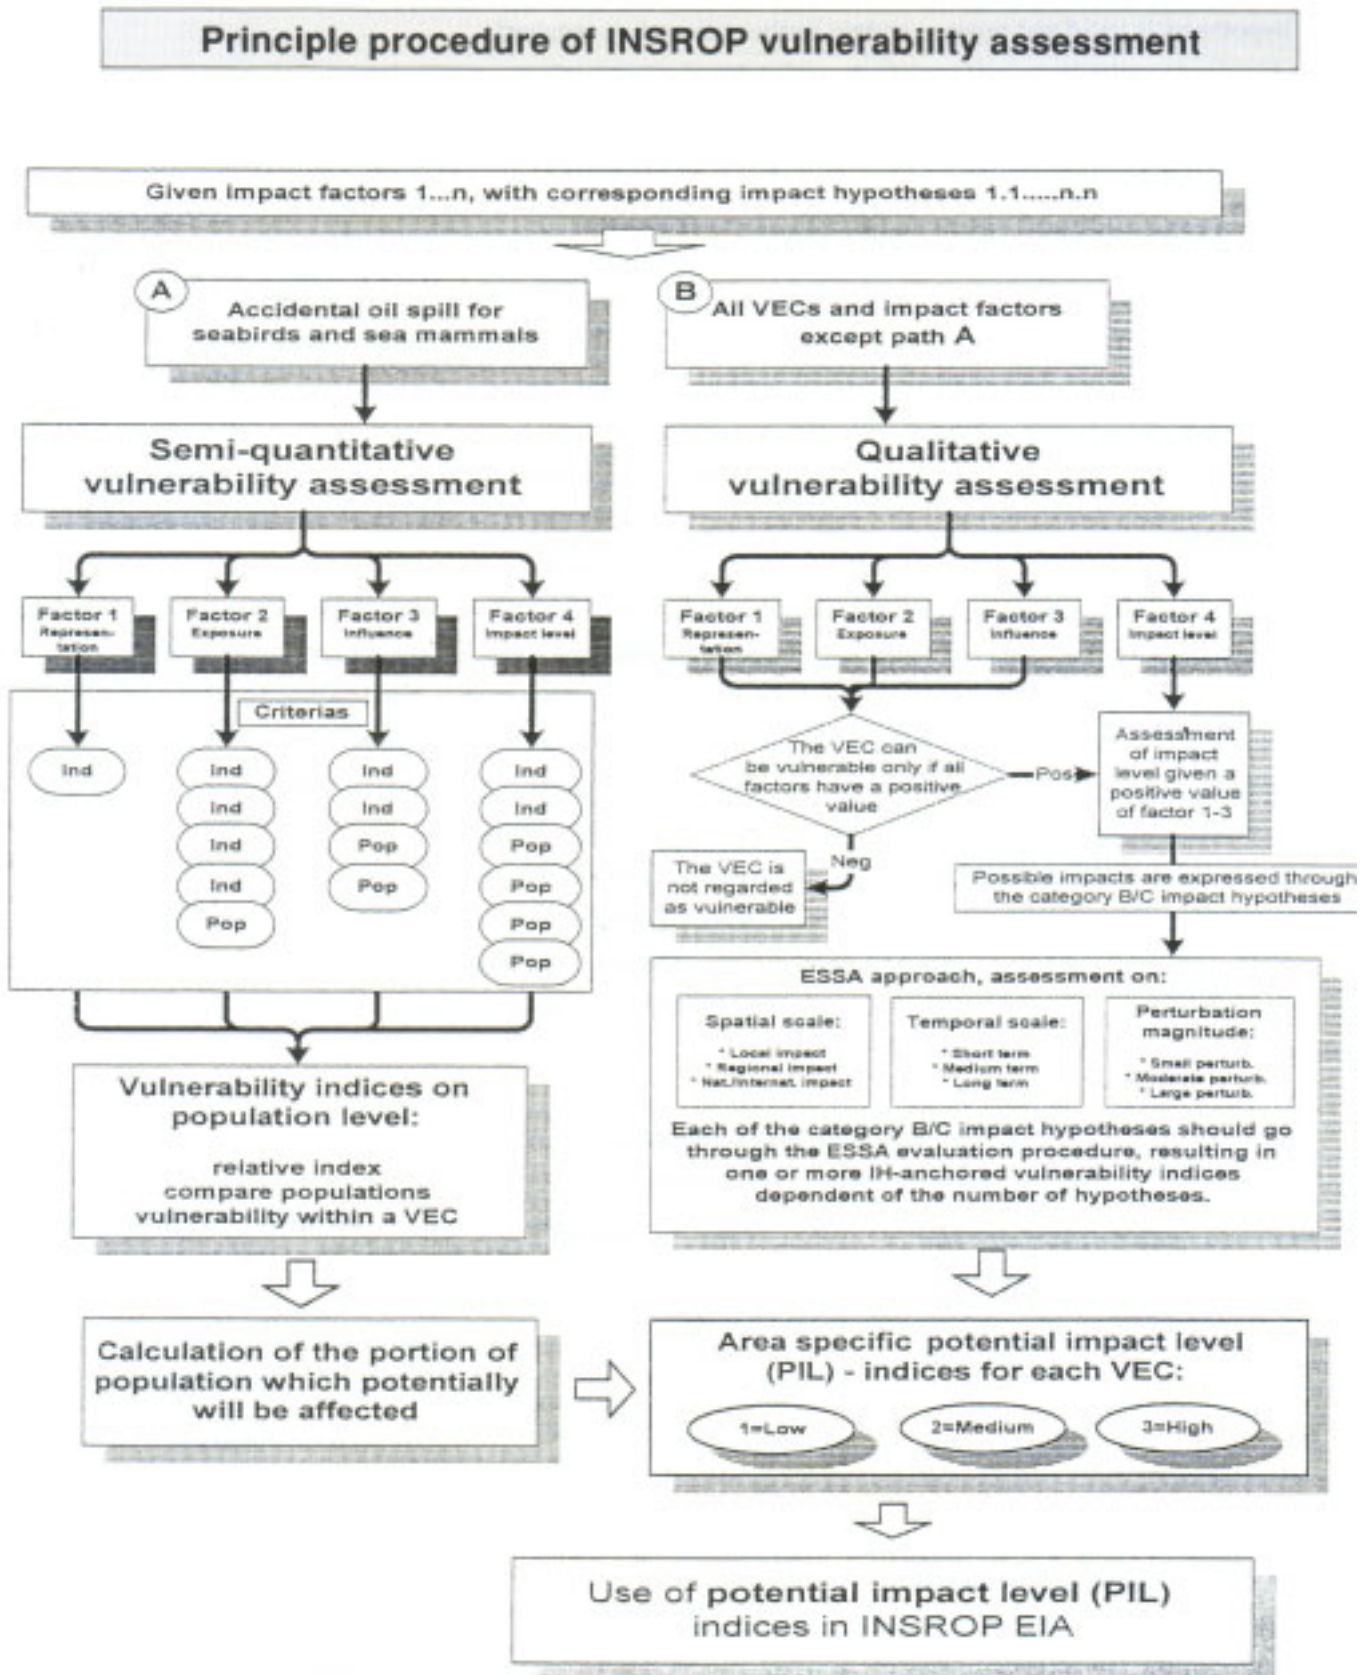 Principle procedure of INSROP vulnerability assessment
Given impact factors 1...n, with corresponding impact hypotheses 1.1.....n.n
A
Accidental oil spill for
seabirds and sea mammals
B
All VECs and impact factors
except path A
Semi-quantitative
vulnerability assessment
Qualitative
vulnerability assessment
Factor 1
Represen-
tation
Factor 2
Exposure
Factor 3
Influence
Factor 4
Impact level
Factor 1
Represen-
tation
Factor 2
Exposure
Factor 3
Influence
Factor 4
Impact level
Criterias
Ind
Ind
Ind
Ind
Ind
Pop
Ind
Ind
Pop
Pop
Ind
Ind
Pop
Pop
Pop
Pop
The VEC can
be vulnerable only if all
factors have a positive
value
Pos
Assessment
of impact
level given a
positive value
of factor 1-3
Neg
The VEC is
not regarded
as vulnerable
Possible impacts are expressed through
the category B/C impact hypotheses
ESSA approach, assessment on:
Spatial scale:
* Local impact
* Regional impact
* Nat./Internat. impact
Temporal scale:
* Short term
* Medium term
* Long term
Perturbation
magnitude:
* Small perturb.
* Moderate perturb.
* Large perturb.
Each of the category B/C impact hypotheses should go
through the ESSA evaluation procedure, resulting in
one or more IH-anchored vulnerability indices
dependent of the number of hypotheses.
Vulnerability indices on
population level:
relative index
compare populations
vulnerability within a VEC
Calculation of the portion of
population which potentially
will be affected
Area specific potential impact level
(PIL) - indices for each VEC:
1=Low
2=Medium
3=High
Use of potential impact level (PIL)
indices in INSROP EIA